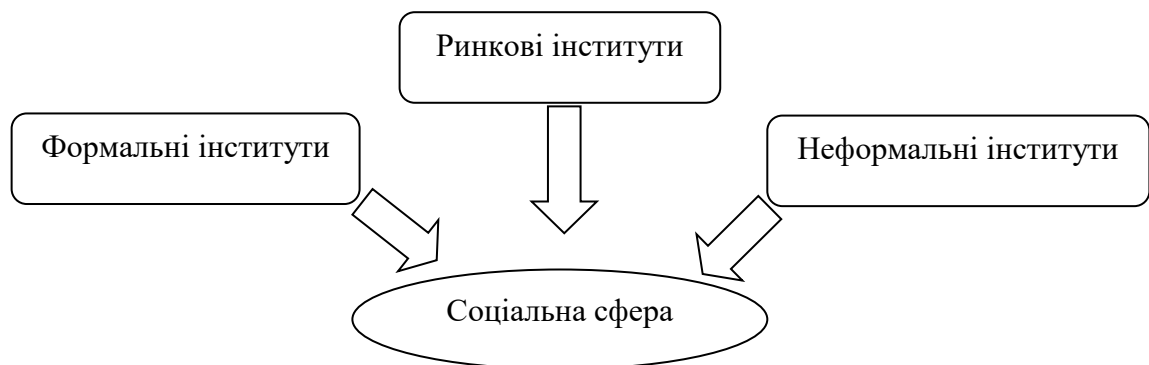 Ринкові інститути
Формальні інститути
Неформальні інститути
Соціальна сфера